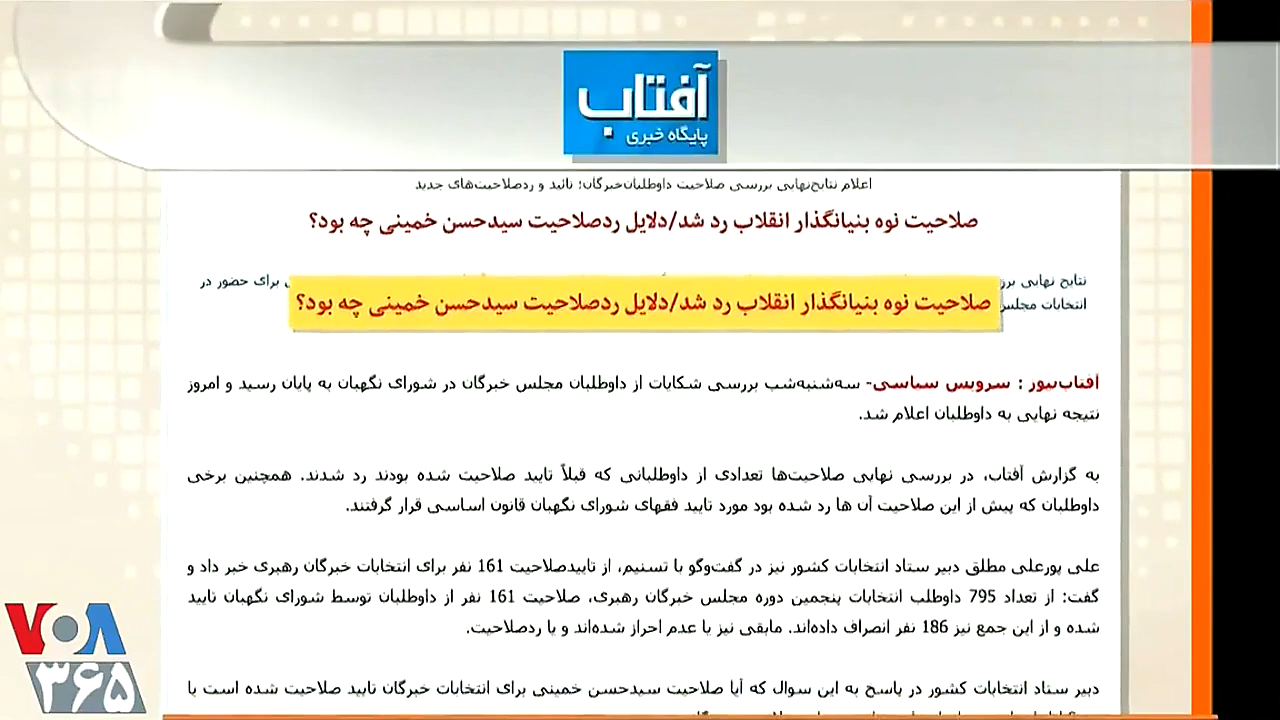 آفتاب
پایگاه خبری
اعلام نتایج‌نهایی بررسی صلاحیت داوطلبان‌خبرگان؛ تائید و ردصلاحیت‌های جدید
صلاحیت نوه بنیانگذار انقلاب رد شد/دلایل ردصلاحیت سیدحسن خمینی چه بود؟
نتایج نهایی برای حضور در
صلاحیت نوه بنیانگذار انقلاب رد شد/دلایل ردصلاحیت سیدحسن خمینی چه بود؟
انتخابات مجلس
آفتاب‌‌نیوز : سرویس سیاسی- سه‌شنبه‌شب بررسی شکایات از داوطلبان مجلس خبرگان در شورای نگهبان به پایان رسید و امروز
نتیجه نهایی به داوطلبان اعلام شد.
به گزارش آفتاب، در بررسی نهایی صلاحیت‌ها تعدادی از داوطلبانی که قبلاً تایید صلاحیت شده بودند رد شدند. همچنین برخی
داوطلبان که پیش از این صلاحیت آن ها رد شده بود مورد تایید فقهای شورای نگهبان قانون اساسی قرار گرفتند.
علی پورعلی مطلق دبیر ستاد انتخابات کشور نیز در گفت‌وگو با تسنیم، از تاییدصلاحیت 161 نفر برای انتخابات خبرگان رهبری خبر داد و
گفت: از تعداد 795 داوطلب انتخابات پنجمین دوره مجلس خبرگان رهبری، صلاحیت 161 نفر از داوطلبان توسط شورای نگهبان تایید
شده و از این جمع نیز 186 نفر انصراف داده‌اند. مابقی نیز یا عدم احراز شده‌اند و یا ردصلاحیت.
دبیر ستاد انتخابات کشور در پاسخ به این سوال که آیا صلاحیت سیدحسن خمینی برای انتخابات خبرگان تایید صلاحیت شده است یا
VOA
۳۶۵